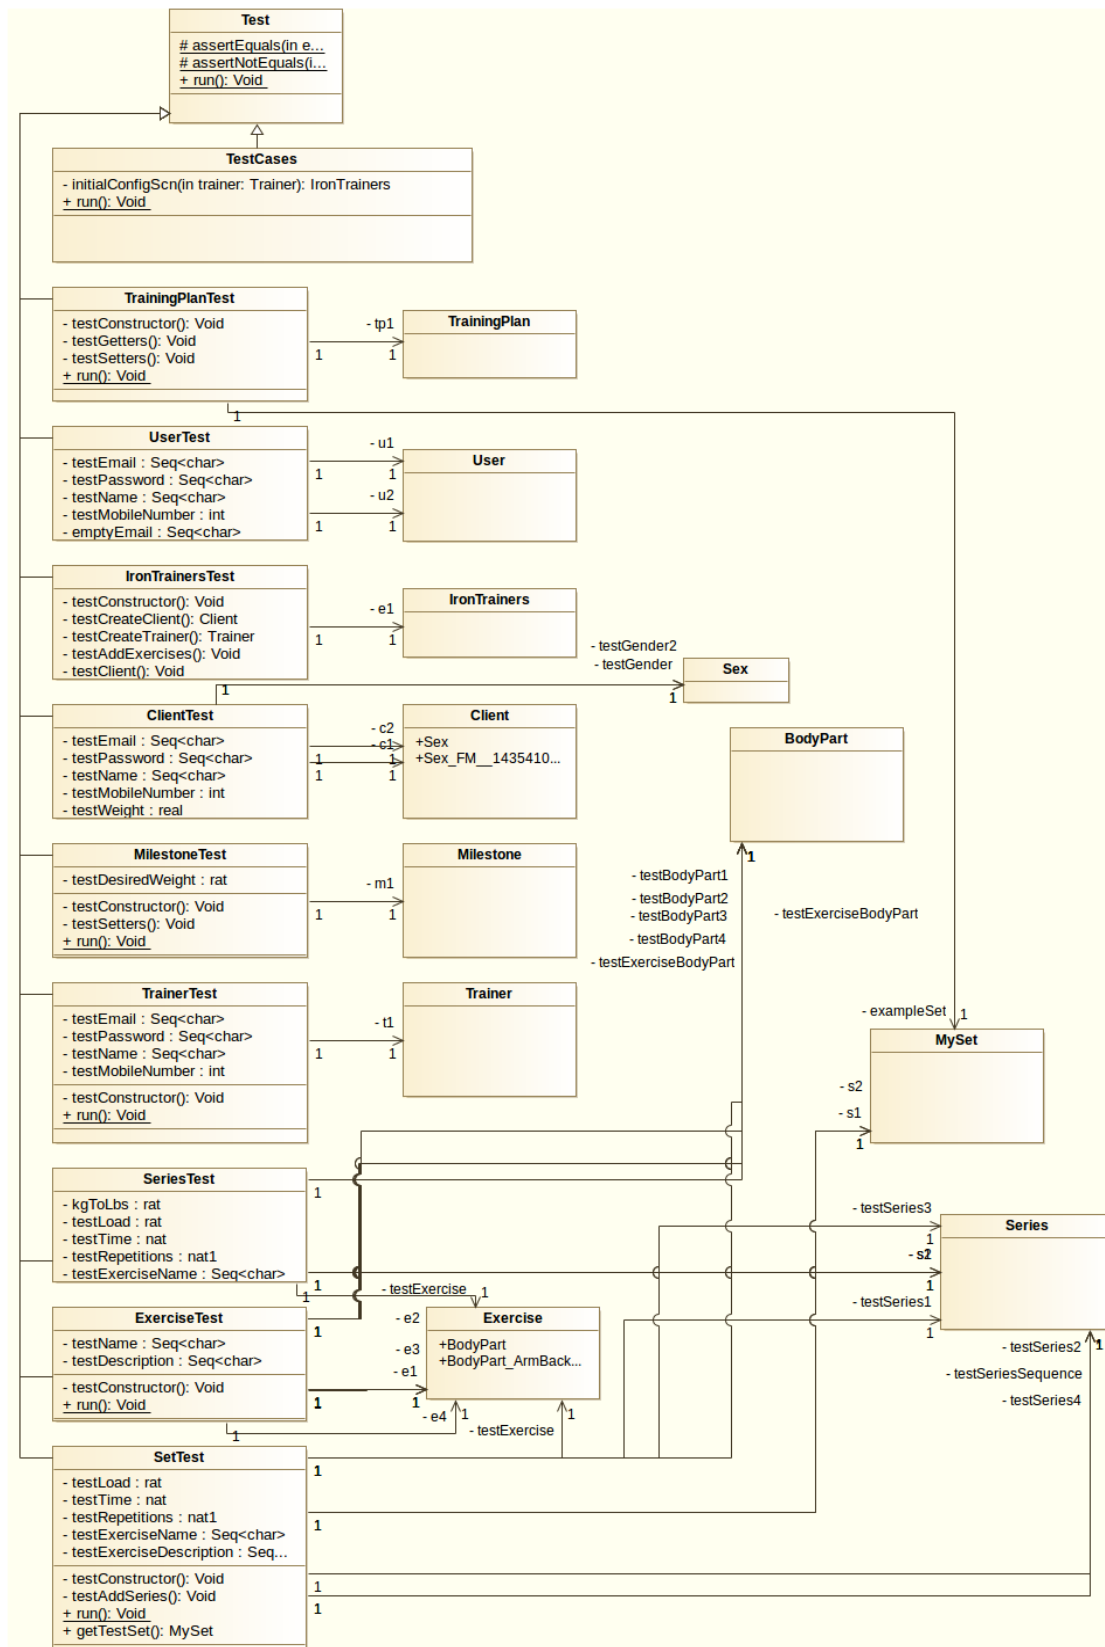 Test
# assertEquals(in e...
# assertNotEquals(i...
+ run(): Void
TestCases
- initialConfigScn(in trainer: Trainer): IronTrainers
+ run(): Void
TrainingPlanTest
- testConstructor(): Void
- testGetters(): Void
- testSetters(): Void
+ run(): Void
- tp1
1
1
TrainingPlan
1
UserTest
- testEmail : Seq<char>
- testPassword : Seq<char>
- testName : Seq<char>
- testMobileNumber : int
- emptyEmail : Seq<char>
- u1
1
1
- u2
1
1
User
IronTrainersTest
- testConstructor(): Void
- testCreateClient(): Client
- testCreateTrainer(): Trainer
- testAddExercises(): Void
- testClient(): Void
- e1
1
1
IronTrainers
- testGender2
- testGender
1
1
Sex
ClientTest
- testEmail : Seq<char>
- testPassword : Seq<char>
- testName : Seq<char>
- testMobileNumber : int
- testWeight : real
- c2
- c1
1
1
1
1
Client
+Sex
+Sex_FM__1435410...
BodyPart
1
- testBodyPart1
- testBodyPart2
- testBodyPart3
- testBodyPart4
- testExerciseBodyPart
- testExerciseBodyPart
MilestoneTest
- testDesiredWeight : rat
- testConstructor(): Void
- testSetters(): Void
+ run(): Void
- m1
1
1
Milestone
TrainerTest
- testEmail : Seq<char>
- testPassword : Seq<char>
- testName : Seq<char>
- testMobileNumber : int
- testConstructor(): Void
+ run(): Void
- t1
1
1
Trainer
- exampleSet
1
MySet
- s2
- s1
1
SeriesTest
- kgToLbs : rat
- testLoad : rat
- testTime : nat
- testRepetitions : nat1
- testExerciseName : Seq<char>
1
1
1
- testExercise
1
- testSeries3
1
1
- testSeries1
1
Series
- testSeries2
1
- testSeriesSequence
- testSeries4
ExerciseTest
- testName : Seq<char>
- testDescription : Seq<char>
- testConstructor(): Void
+ run(): Void
1
1
1
- e2
- e3
- e1
1
- e4
1
Exercise
+BodyPart
+BodyPart_ArmBack...
- testExercise
1
SetTest
- testLoad : rat
- testTime : nat
- testRepetitions : nat1
- testExerciseName : Seq<char>
- testExerciseDescription : Seq...
- testConstructor(): Void
- testAddSeries(): Void
+ run(): Void
+ getTestSet(): MySet
1
1
1
1